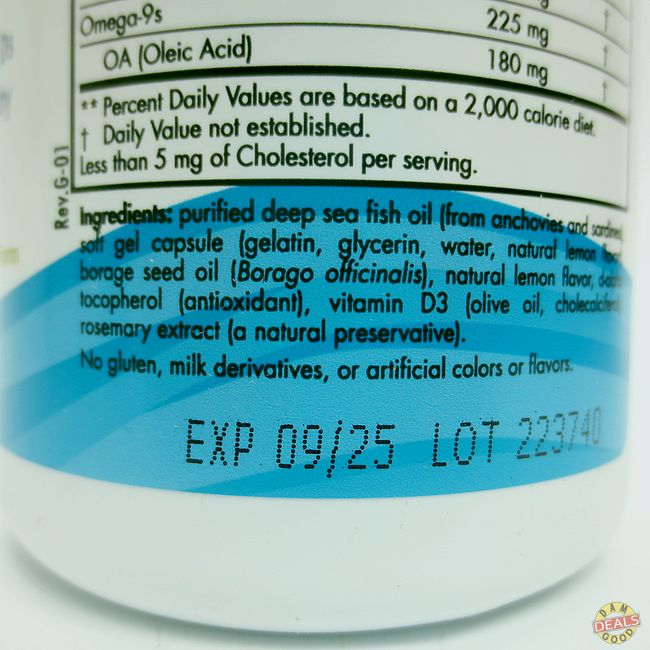 Omega-9s 225 mg †
OA (Oleic Acid) 180 mg †
** Percent Daily Values are based on a 2,000 calorie diet.
† Daily Value not established.
Less than 5 mg of Cholesterol per serving.
Rev.G-01
Ingredients: purified deep sea fish oil (from anchovies and sardines),
soft gel capsule (gelatin, glycerin, water, natural lemon flavor),
borage seed oil (Borago officinalis), natural lemon flavor, d-alpha
tocopherol (antioxidant), vitamin D3 (olive oil, cholecalciferol),
rosemary extract (a natural preservative).
No gluten, milk derivatives, or artificial colors or flavors.
EXP 09/25 LOT 223740
DAM
DEALS
GOOD